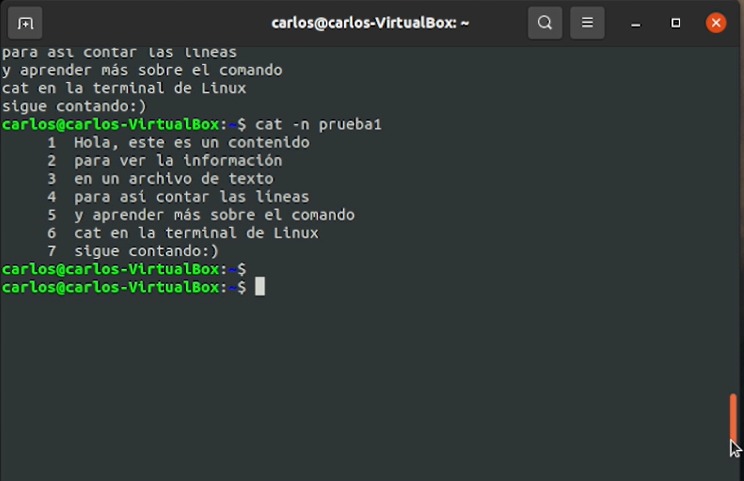 carlos@carlos-VirtualBox: ~
para así contar las líneas
y aprender más sobre el comando
cat en la terminal de Linux
sigue contando:)
carlos@carlos-VirtualBox:~$ cat -n prueba1
1 Hola, este es un contenido
2 para ver la información
3 en un archivo de texto
4 para así contar las líneas
5 y aprender más sobre el comando
6 cat en la terminal de Linux
7 sigue contando:)
carlos@carlos-VirtualBox:~$
carlos@carlos-VirtualBox:~$